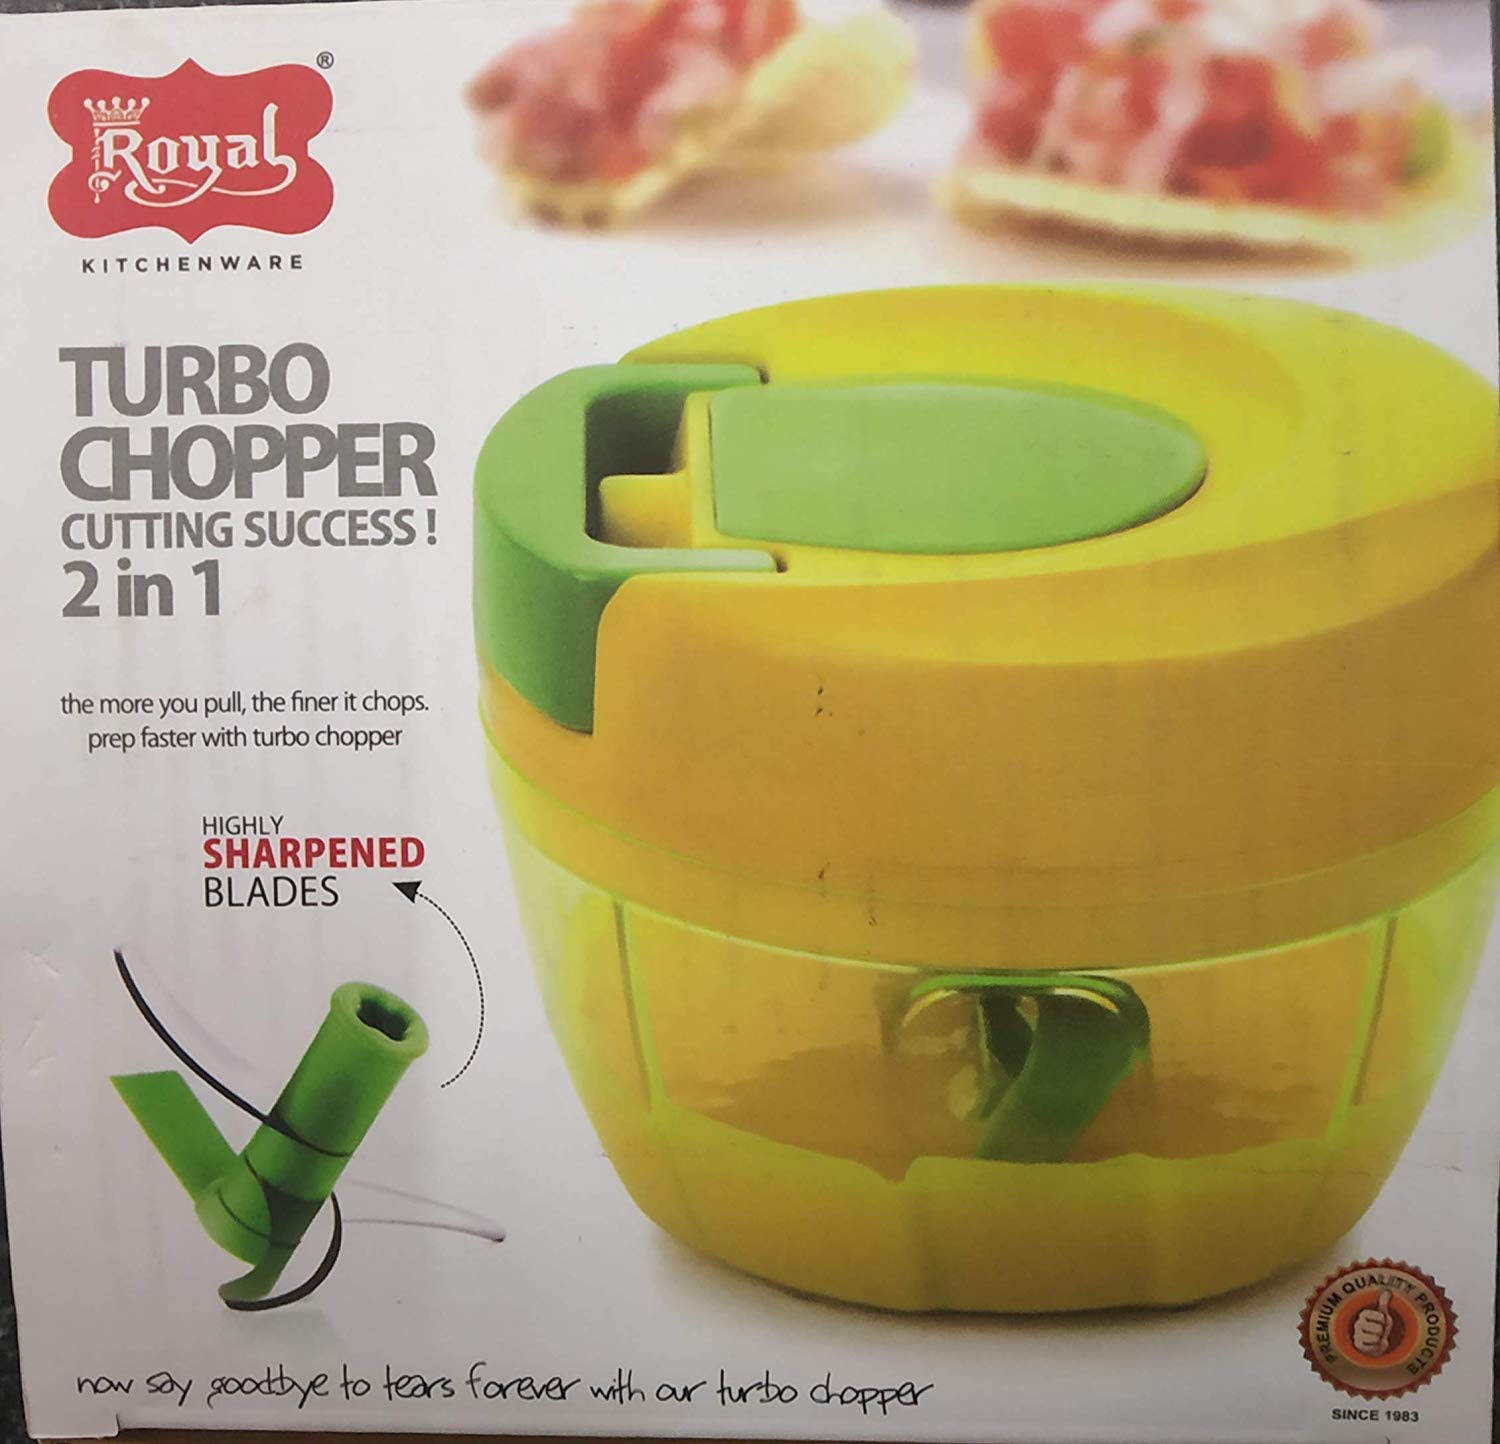 Royal®
KITCHENWARE
TURBO
CHOPPER
CUTTING SUCCESS !
2 in 1
the more you pull, the finer it chops.
prep faster with turbo chopper
HIGHLY
SHARPENED
BLADES
now say goodbye to tears forever with our turbo chopper
PREMIUM QUALITY PRODUCTS
SINCE 1983